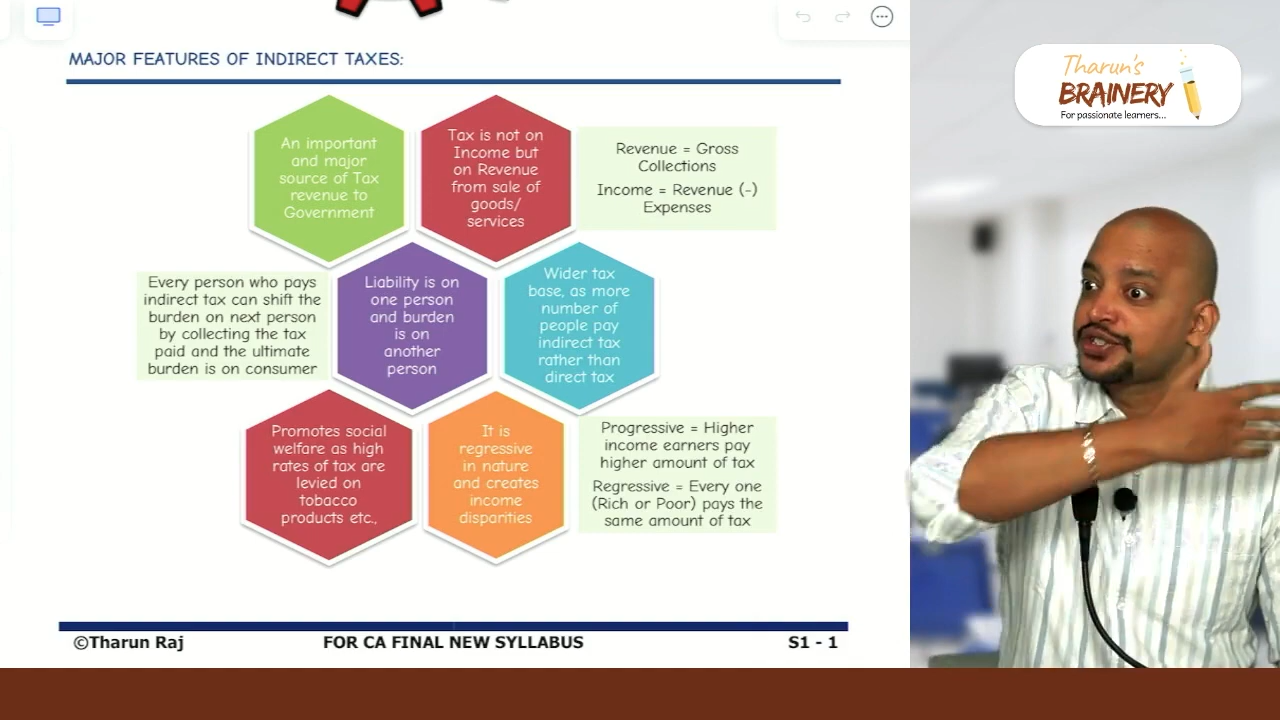 MAJOR FEATURES OF INDIRECT TAXES:
An important
and major
source of Tax
revenue to
Government
Tax is not on
Income but
on Revenue
from sale of
goods/
services
Revenue = Gross
Collections
Income = Revenue (-)
Expenses
Every person who pays
indirect tax can shift the
burden on next person
by collecting the tax
paid and the ultimate
burden is on consumer
Liability is on
one person
and burden
is on
another
person
Wider tax
base, as more
number of
people pay
indirect tax
rather than
direct tax
Promotes social
welfare as high
rates of tax are
levied on
tobacco
products etc.,
It is
regressive
in nature
and creates
income
disparities
Progressive = Higher
income earners pay
higher amount of tax
Regressive = Every one
(Rich or Poor) pays the
same amount of tax
©Tharun Raj FOR CA FINAL NEW SYLLABUS S1 - 1
Tharun's
BRAINERY
For passionate learners...